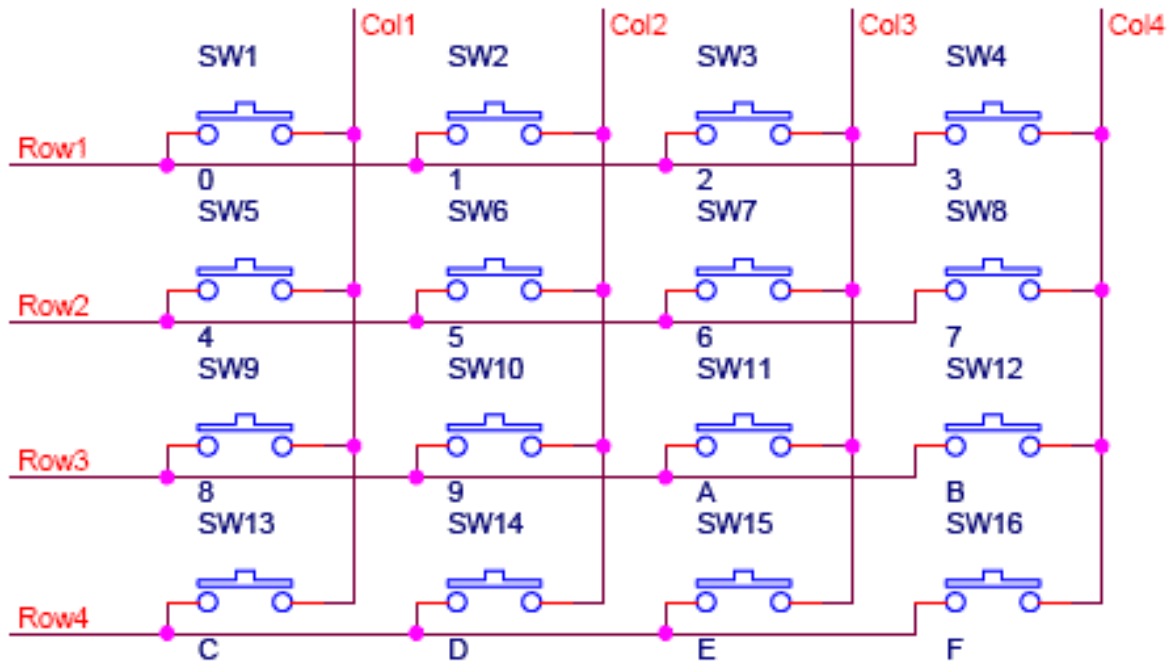 Col1 Col2 Col3 Col4
SW1 SW2 SW3 SW4
Row1
0 1 2 3
SW5 SW6 SW7 SW8
Row2
4 5 6 7
SW9 SW10 SW11 SW12
Row3
8 9 A B
SW13 SW14 SW15 SW16
Row4
C D E F